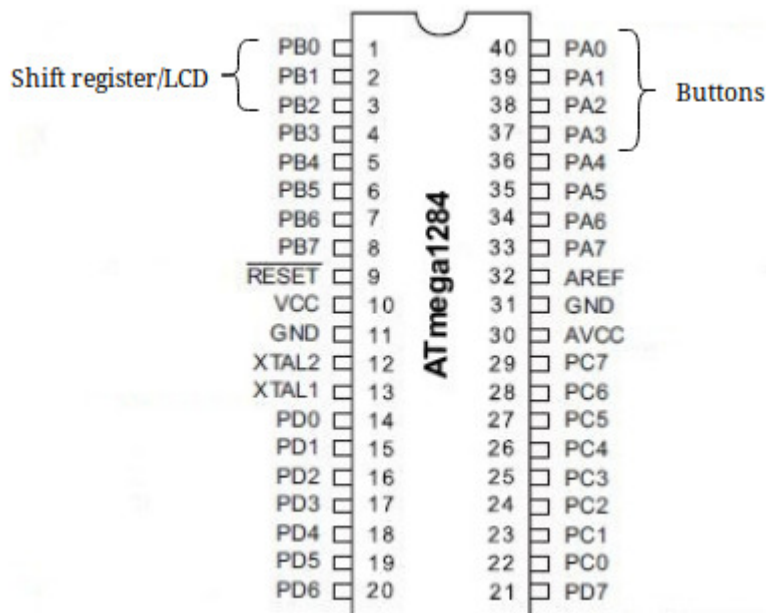 PB0 1 40 PA0
PB1 2 39 PA1
Shift register/LCD
Buttons
PB2 3 38 PA2
PB3 4 37 PA3
PB4 5 36 PA4
PB5 6 35 PA5
PB6 7 34 PA6
PB7 8 33 PA7
RESET 9 32 AREF
VCC 10 31 GND
GND 11 30 AVCC
XTAL2 12 29 PC7
XTAL1 13 28 PC6
PD0 14 27 PC5
PD1 15 26 PC4
PD2 16 25 PC3
PD3 17 24 PC2
PD4 18 23 PC1
PD5 19 22 PC0
PD6 20 21 PD7
ATmega1284